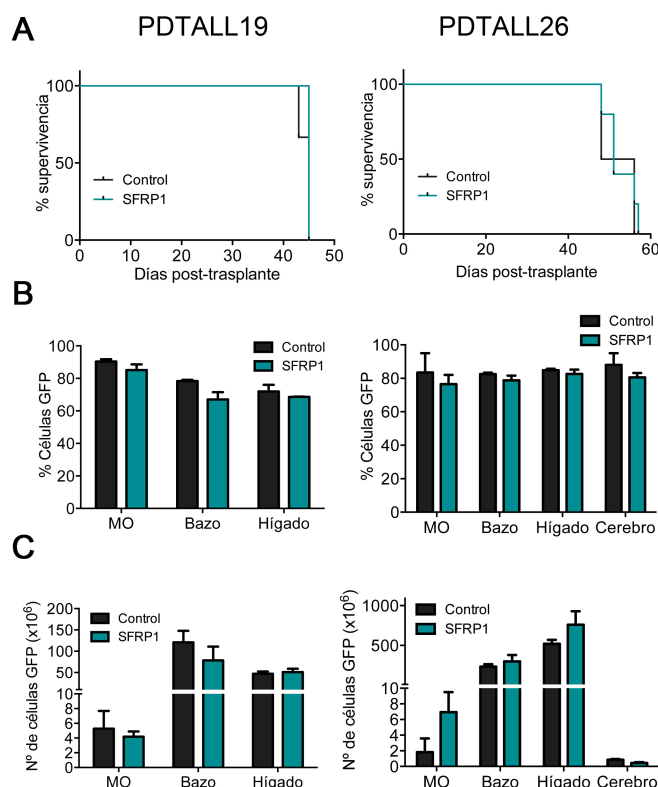 A
PDTALL19
PDTALL26
% supervivencia
100
50
0
Control
SFRP1
0 10 20 30 40 50
Días post-trasplante
% supervivencia
100
50
0
Control
SFRP1
0 20 40 60
Días post-trasplante
B
% Células GFP
100
80
60
40
20
0
Control
SFRP1
MO Bazo Hígado
% Células GFP
100
80
60
40
20
0
Control
SFRP1
MO Bazo Hígado Cerebro
C
Nº de células GFP (x10⁶)
200
150
100
50
10
8
6
4
2
0
Control
SFRP1
MO Bazo Hígado
Nº de células GFP (x10⁶)
1000
500
10
8
6
4
2
0
Control
SFRP1
MO Bazo Hígado Cerebro